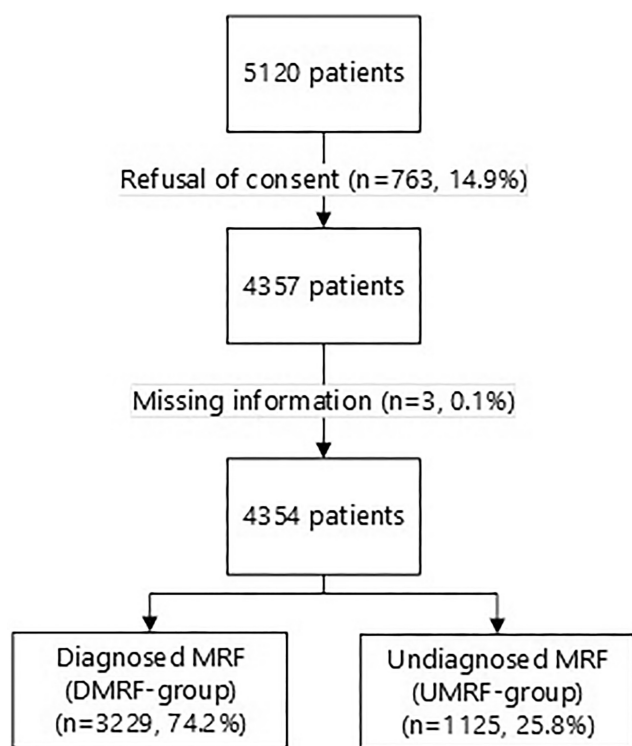 5120 patients
Refusal of consent (n=763, 14.9%)
4357 patients
Missing information (n=3, 0.1%)
4354 patients
Diagnosed MRF
(DMRF-group)
(n=3229, 74.2%)
Undiagnosed MRF
(UMRF-group)
(n=1125, 25.8%)